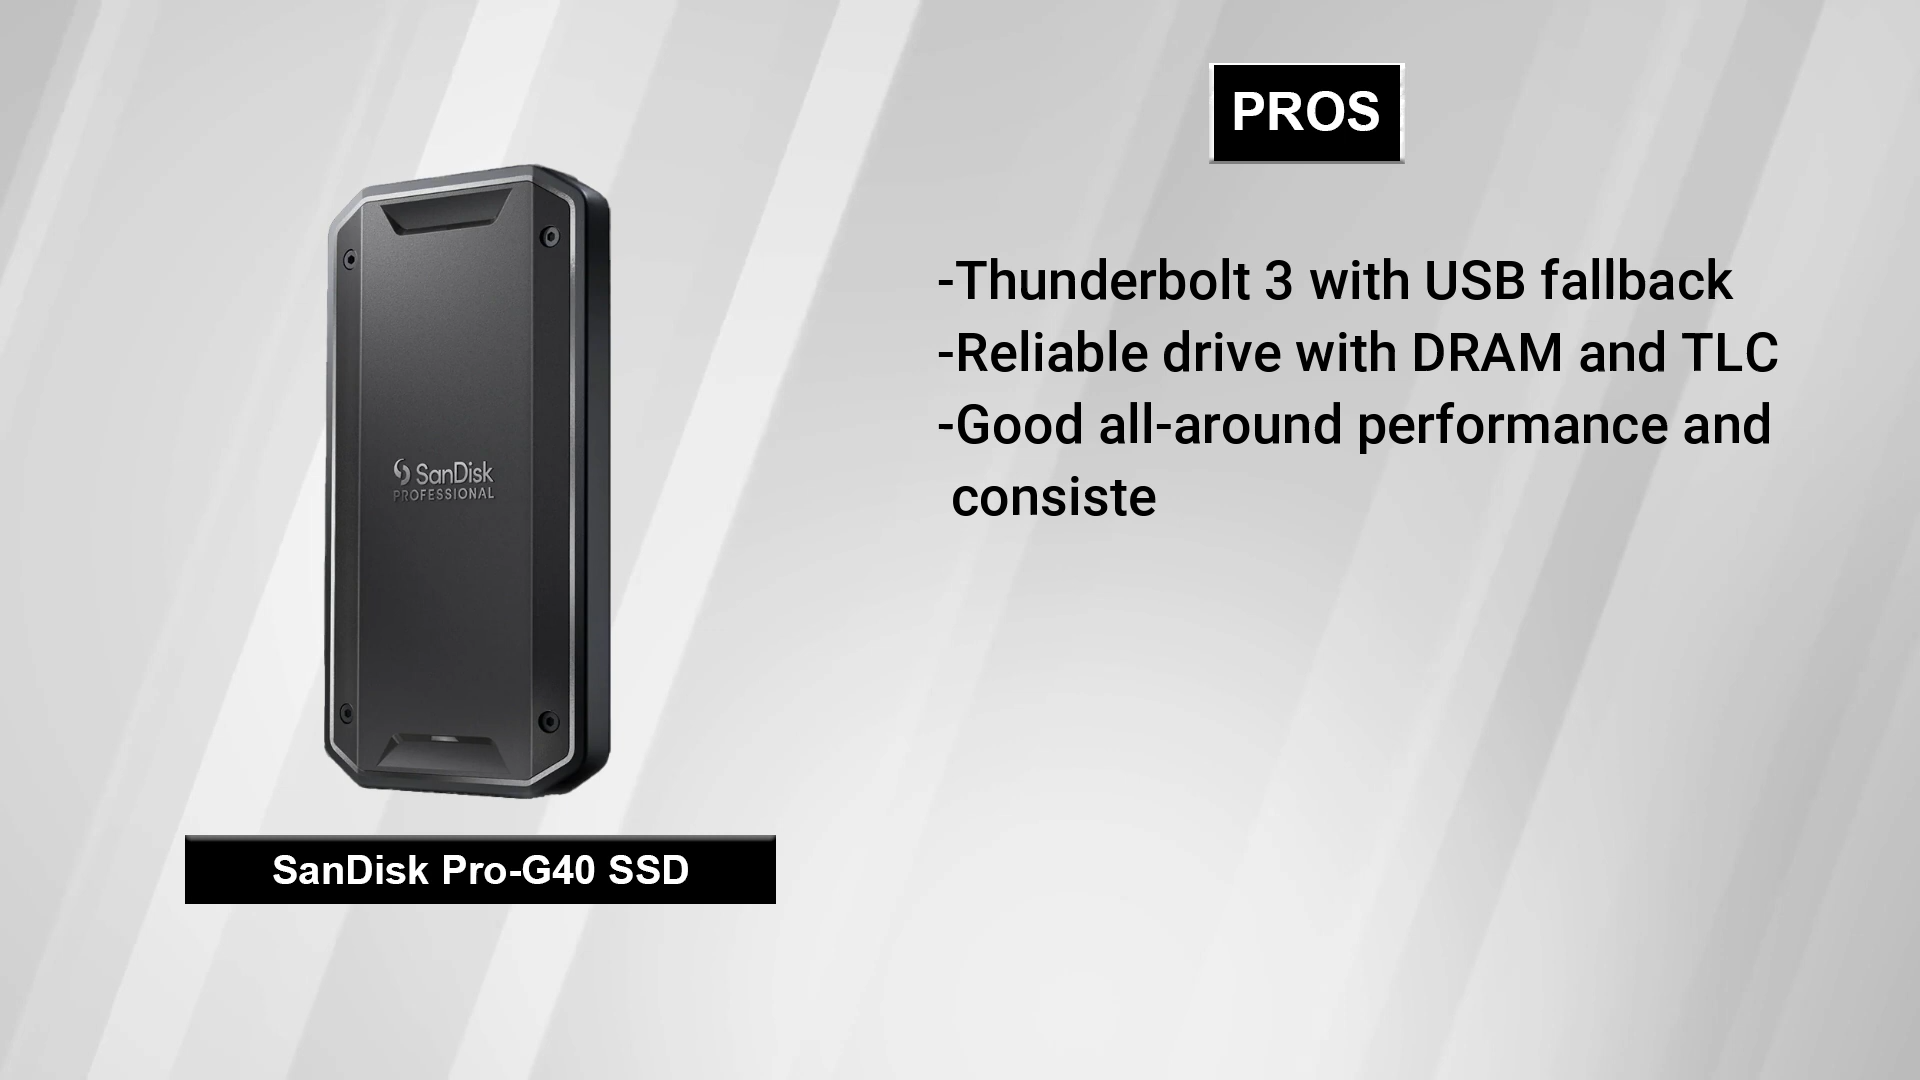 PROS
-Thunderbolt 3 with USB fallback
-Reliable drive with DRAM and TLC
-Good all-around performance and
consiste
SanDisk
PROFESSIONAL
SanDisk Pro-G40 SSD